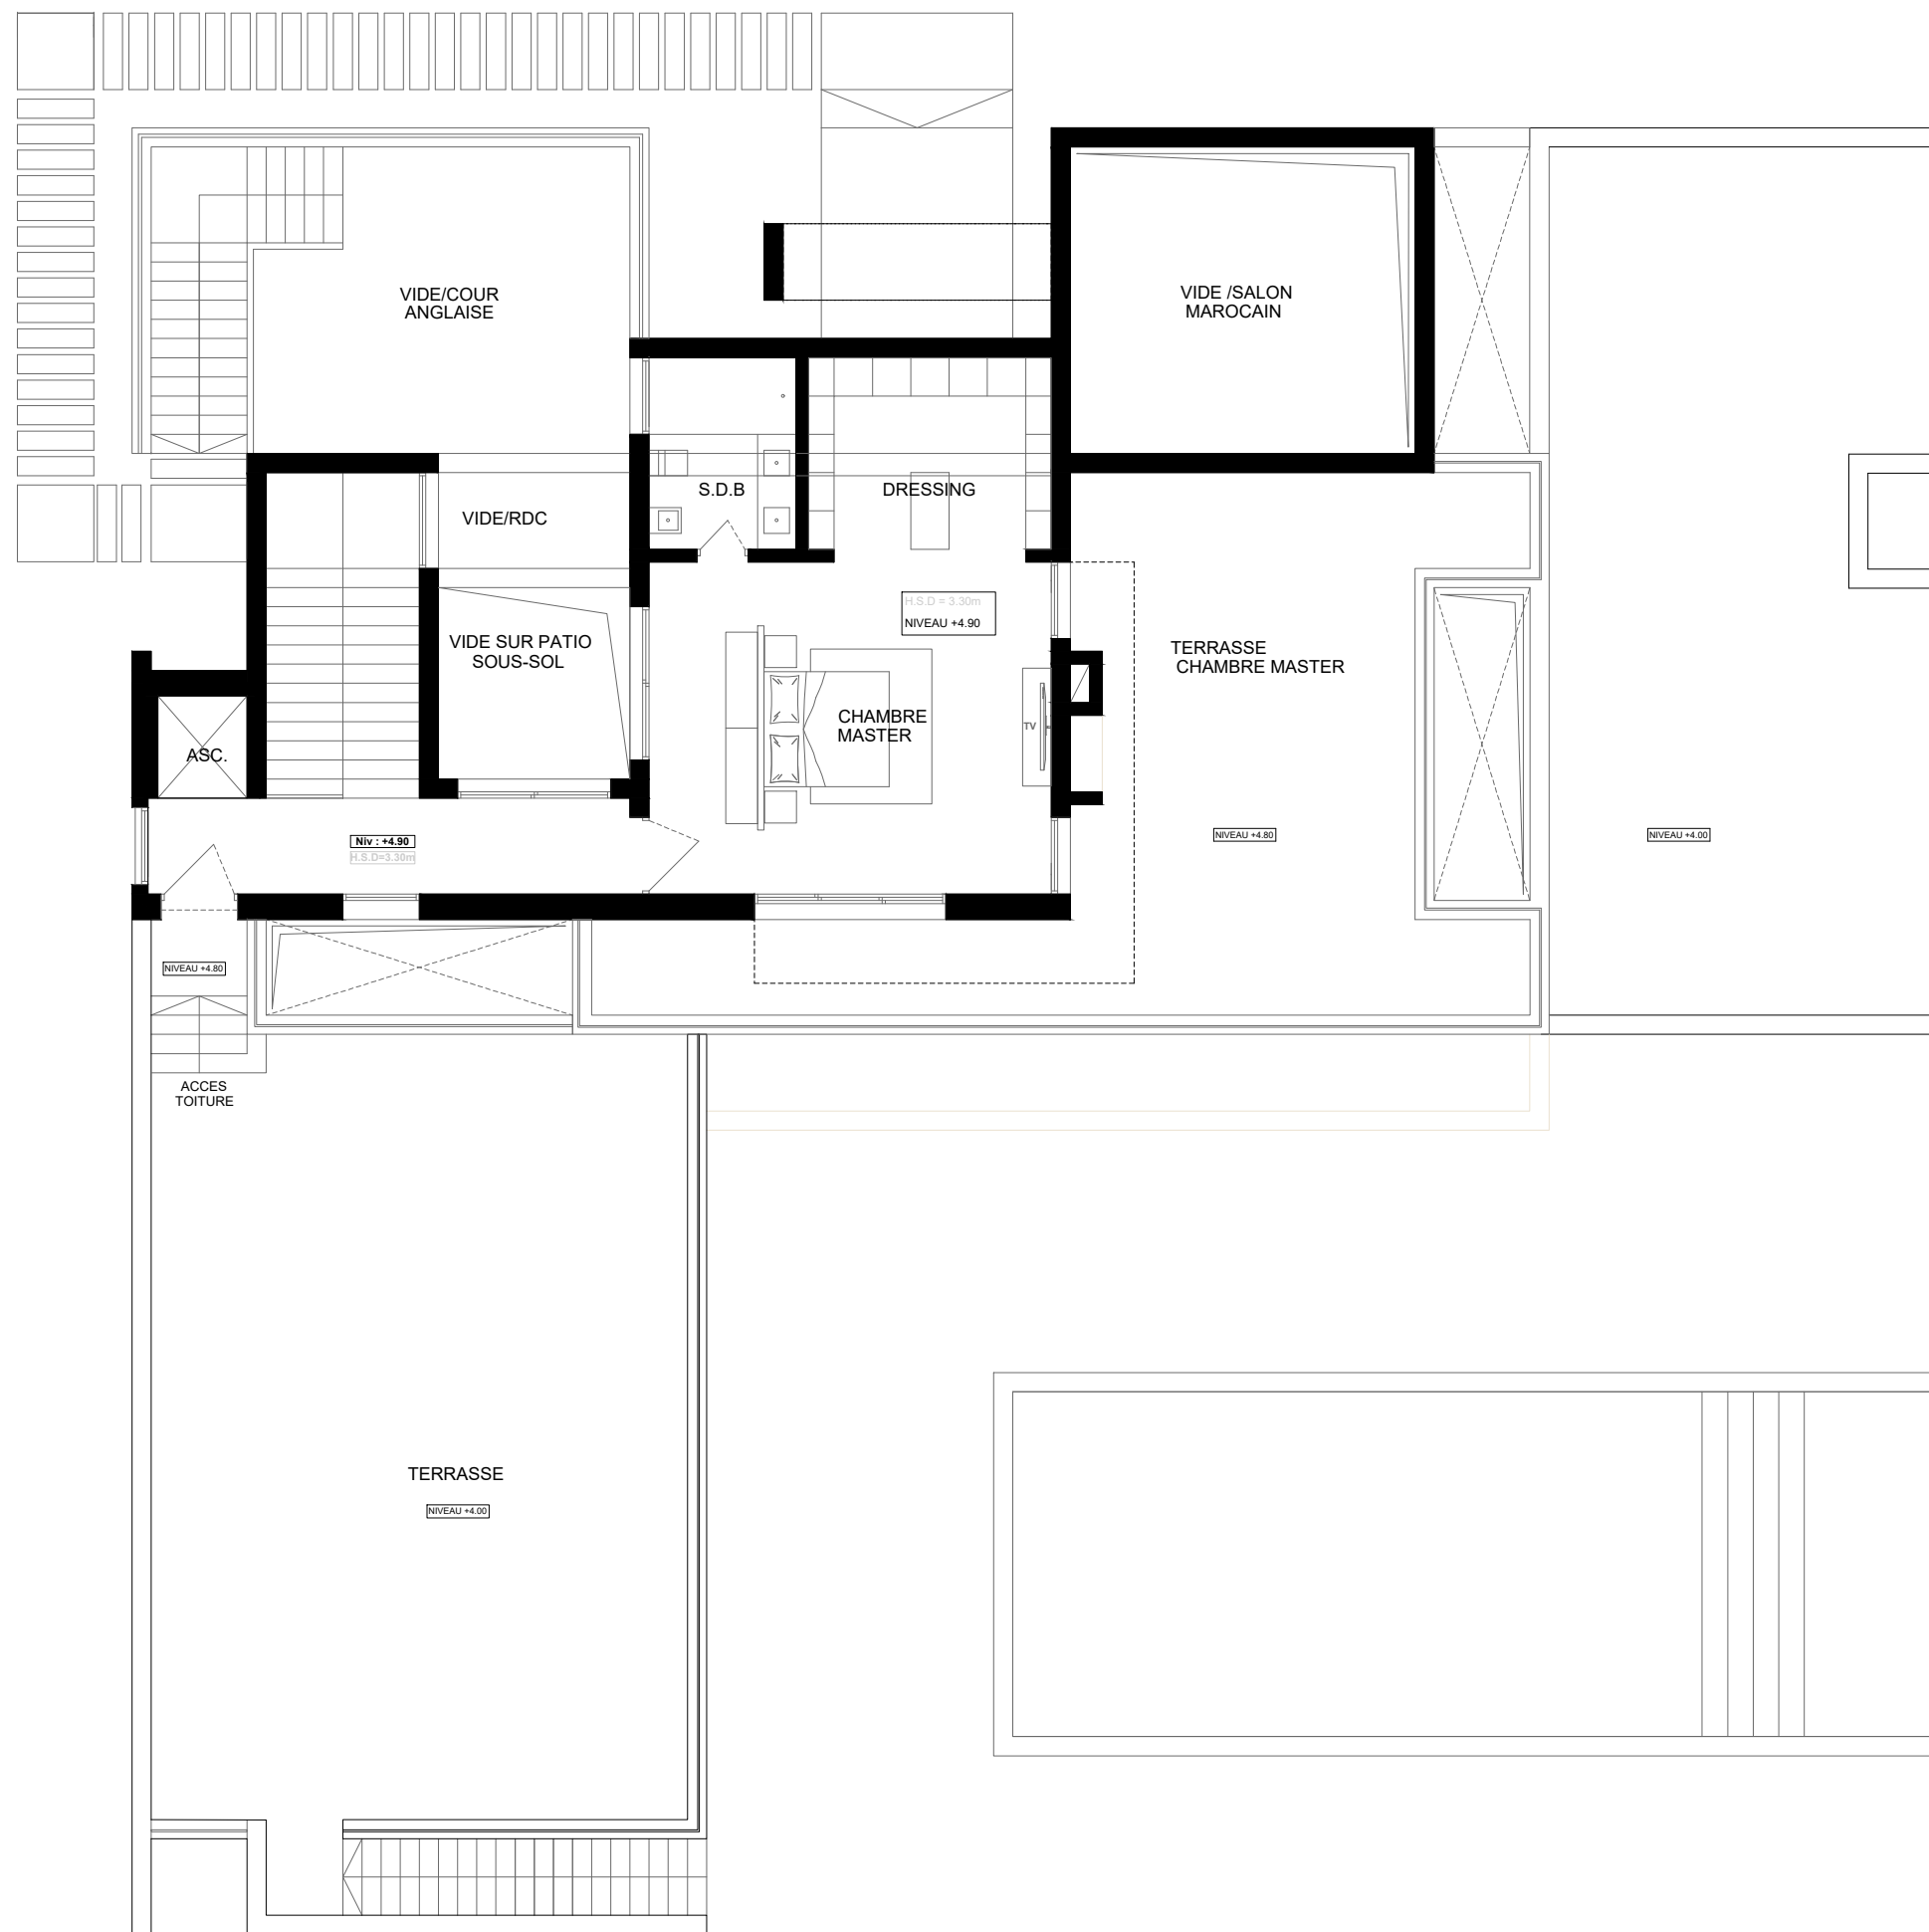 VIDE/COUR
ANGLAISE
VIDE /SALON
MAROCAIN
S.D.B
DRESSING
VIDE/RDC
H.S.D = 3.30m
NIVEAU +4.90
VIDE SUR PATIO
SOUS-SOL
TERRASSE
CHAMBRE MASTER
CHAMBRE
MASTER
TV
ASC.
Niv : +4.90
H.S.D=3.30m
NIVEAU +4.80
NIVEAU +4.00
NIVEAU +4.80
ACCES
TOITURE
TERRASSE
NIVEAU +4.00